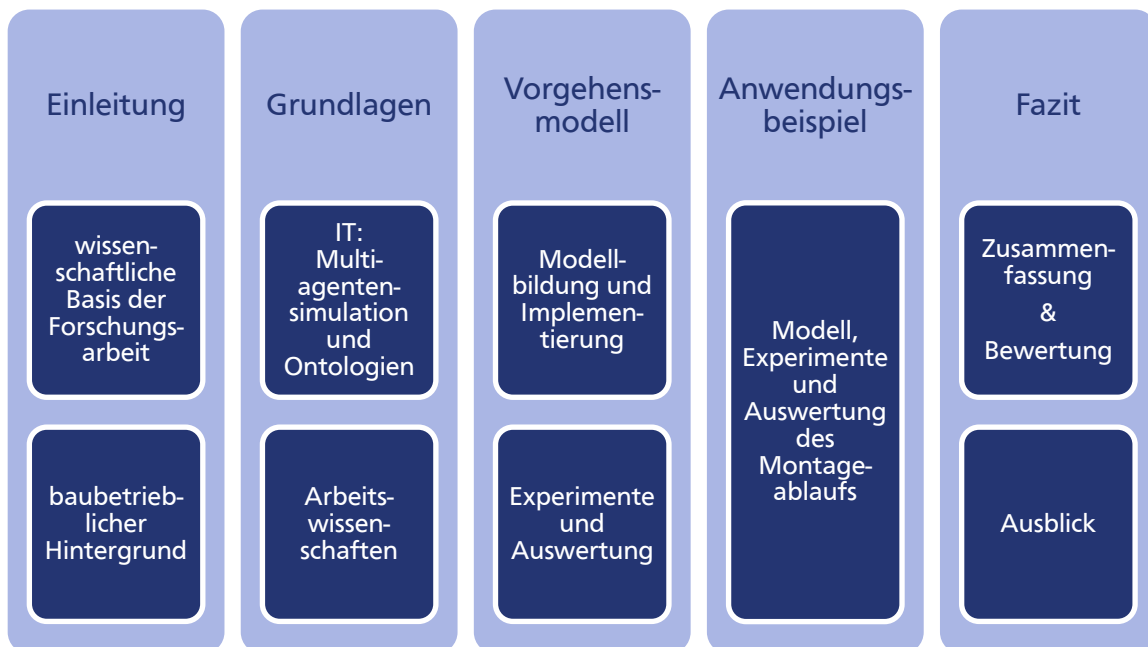 Einleitung
wissen-
schaftliche
Basis der
Forschungs-
arbeit
baubetrieb-
licher
Hintergrund
Grundlagen
IT:
Multi-
agenten-
simulation
und
Ontologien
Arbeits-
wissen-
schaften
Vorgehens-
modell
Modell-
bildung und
Implemen-
tierung
Experimente
und
Auswertung
Anwendungs-
beispiel
Modell,
Experimente
und
Auswertung
des
Montage-
ablaufs
Fazit
Zusammen-
fassung
&
Bewertung
Ausblick